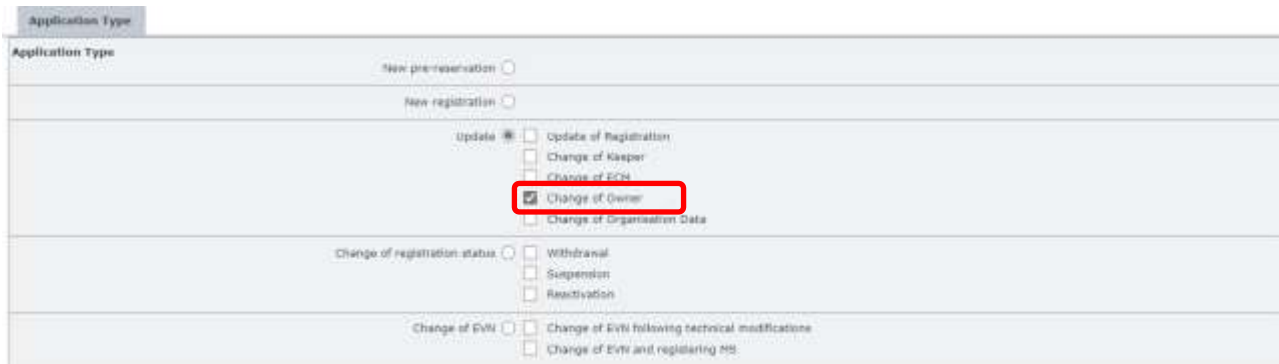 Application Type
Application Type
New pre-reservation
New registration
Update Update of Registration
Change of Keeper
Change of ECM
Change of Owner
Change of Organisation Data
Change of registration status Withdrawal
Suspension
Reactivation
Change of EVN Change of EVN following technical modifications
Change of EVN and registering MS